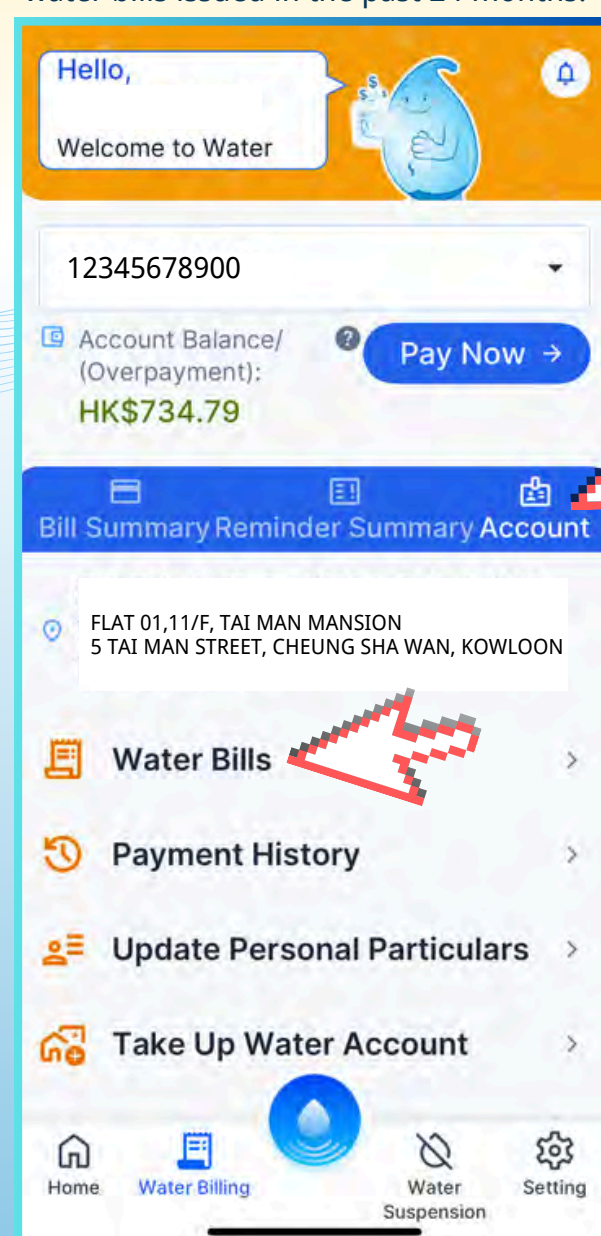 water bills issued in the past 24 months.
Hello,
Welcome to Water
12345678900
Account Balance/
(Overpayment):
Pay Now
HK$734.79
Bill Summary Reminder Summary Account
FLAT 01,11/F, TAI MAN MANSION
5 TAI MAN STREET, CHEUNG SHA WAN, KOWLOON
Water Bills
Payment History
Update Personal Particulars
Take Up Water Account
Home
Water Billing
Water
Suspension
Setting